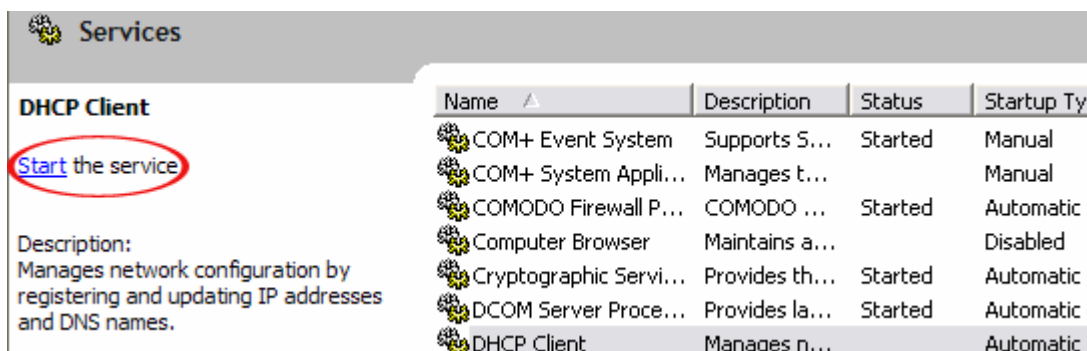 Services
DHCP Client
Start the service
Description:
Manages network configuration by
registering and updating IP addresses
and DNS names.
Name Description Status Startup Ty
COM+ Event System Supports S... Started Manual
COM+ System Appli... Manages t... Manual
COMODO Firewall P... COMODO ... Started Automatic
Computer Browser Maintains a... Disabled
Cryptographic Servi... Provides th... Started Automatic
DCOM Server Proce... Provides la... Started Automatic
DHCP Client Manages n... Automatic